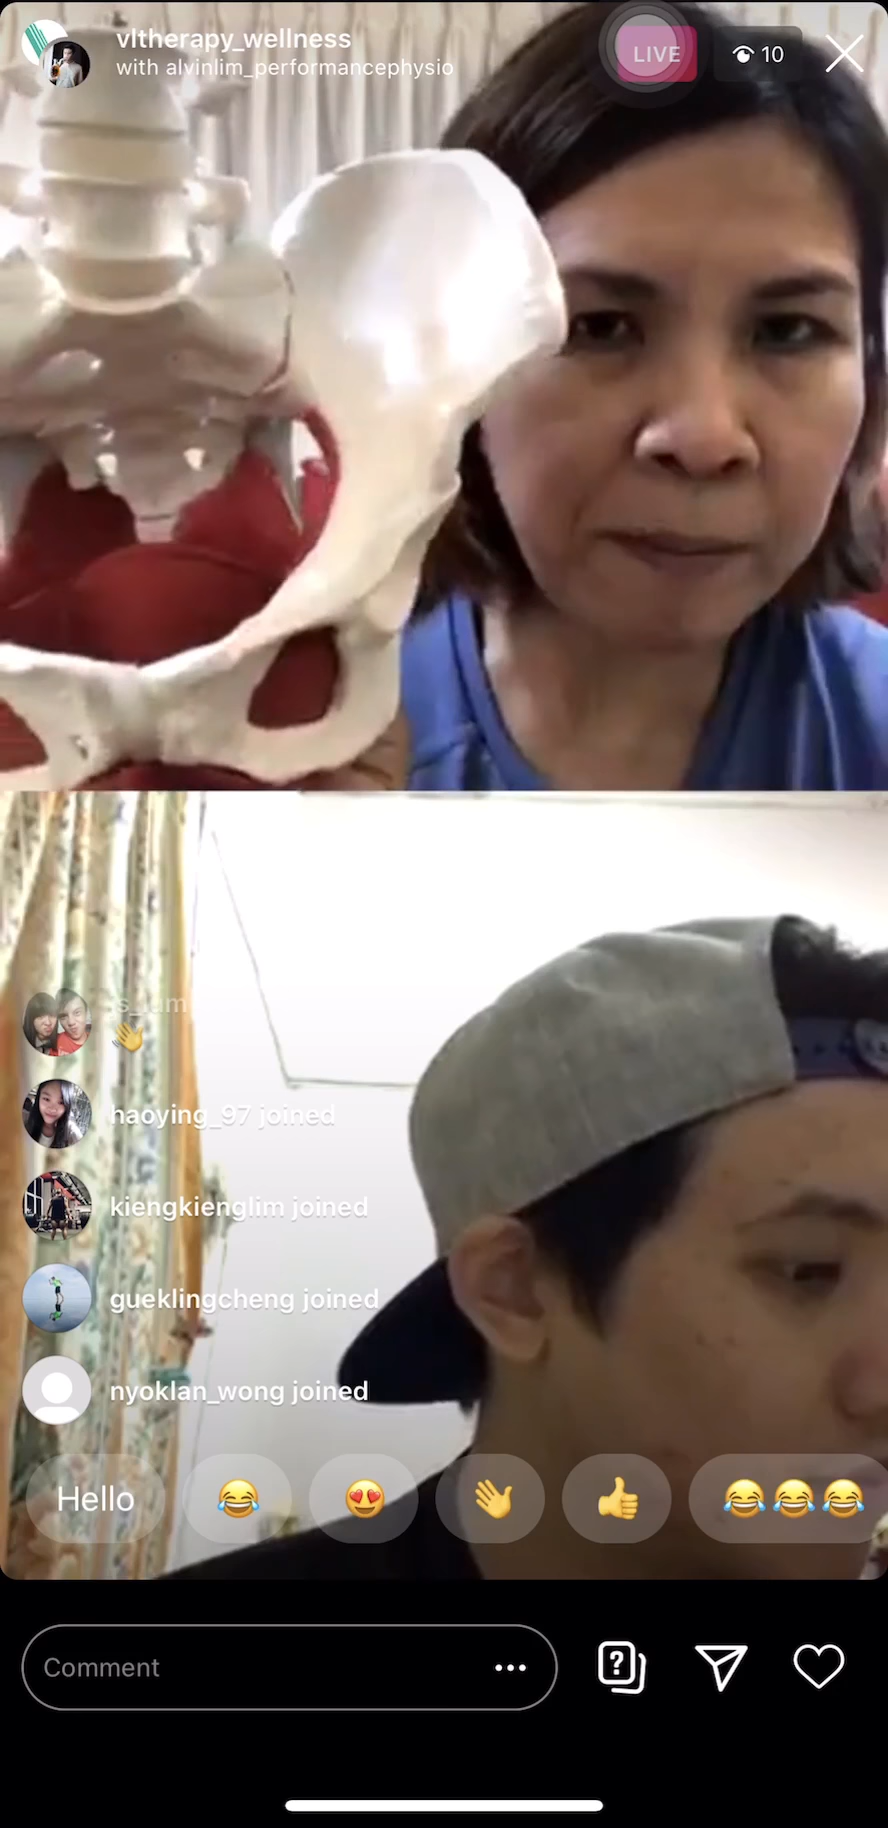 vltherapy_wellness
with alvinlim_performancephysio
LIVE
10
haoying_97 joined
kiengkienglim joined
gueklingcheng joined
nyoklan_wong joined
Hello
Comment